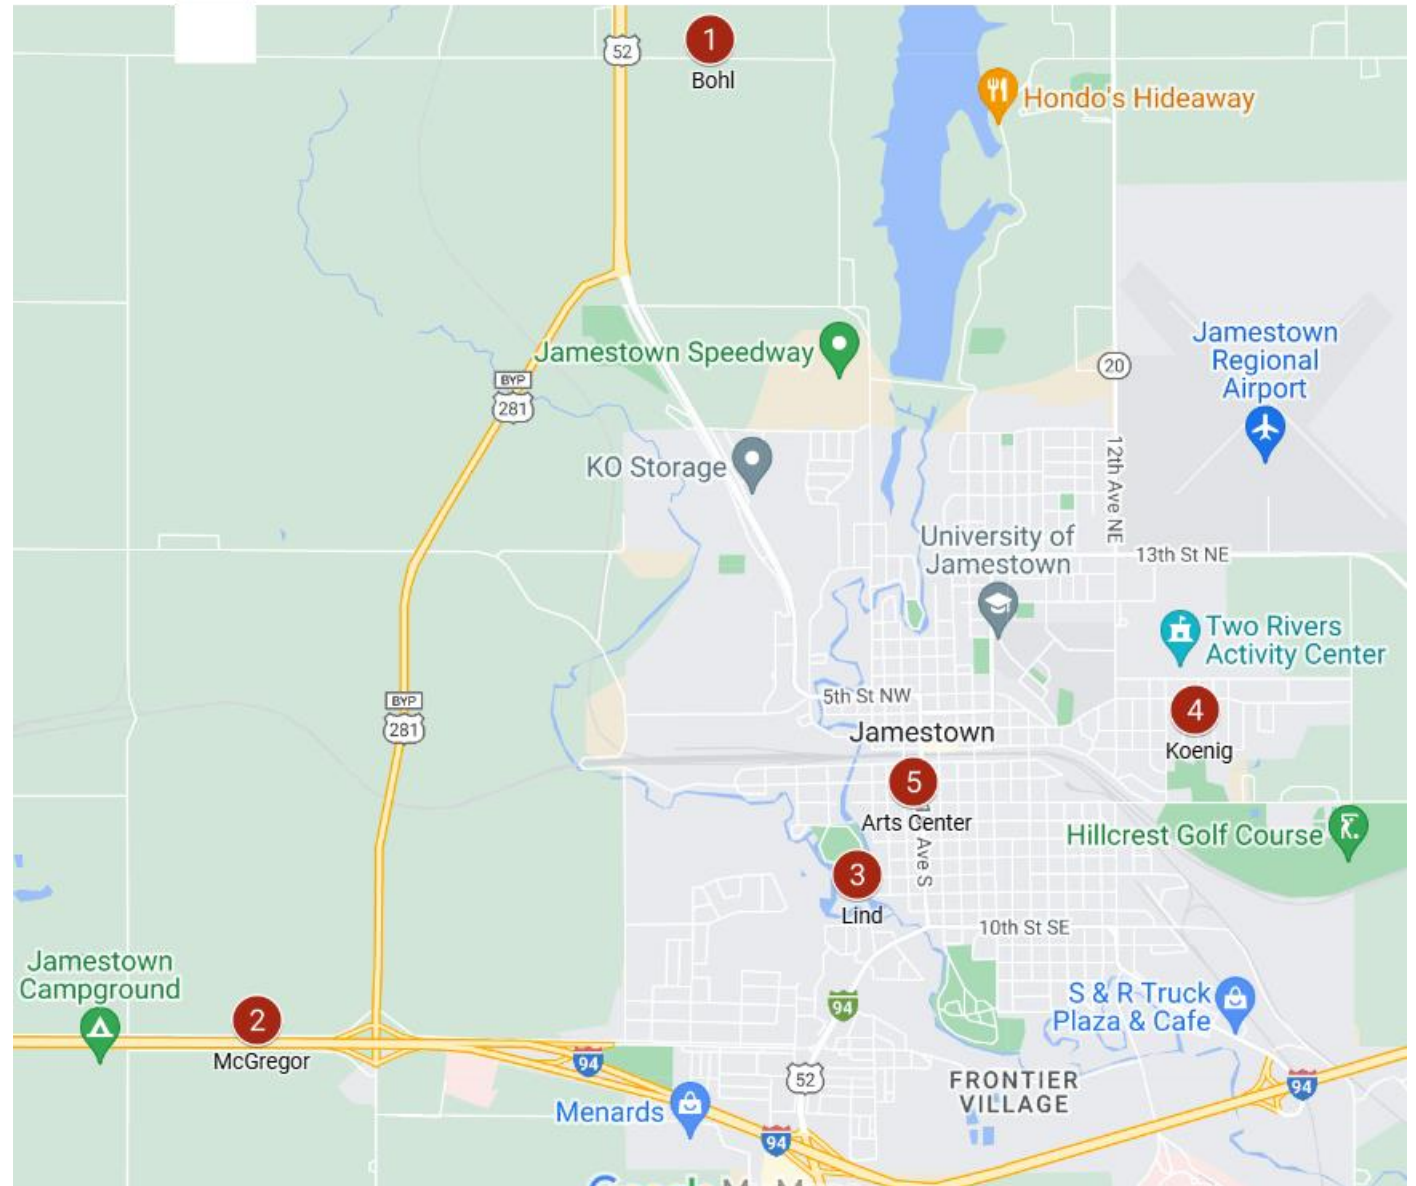 52
1
Bohl
Hondo's Hideaway
Jamestown
Regional
Airport
Jamestown Speedway
20
BYP
281
12th Ave NE
KO Storage
University of
Jamestown
13th St NE
Two Rivers
Activity Center
BYP
281
5th St NW
4
Koenig
Jamestown
5
Arts Center
Hillcrest Golf Course
Ave S
3
Lind
10th St SE
Jamestown
Campground
S & R Truck
Plaza & Cafe
94
2
McGregor
94
52
FRONTIER
VILLAGE
94
Menards
94